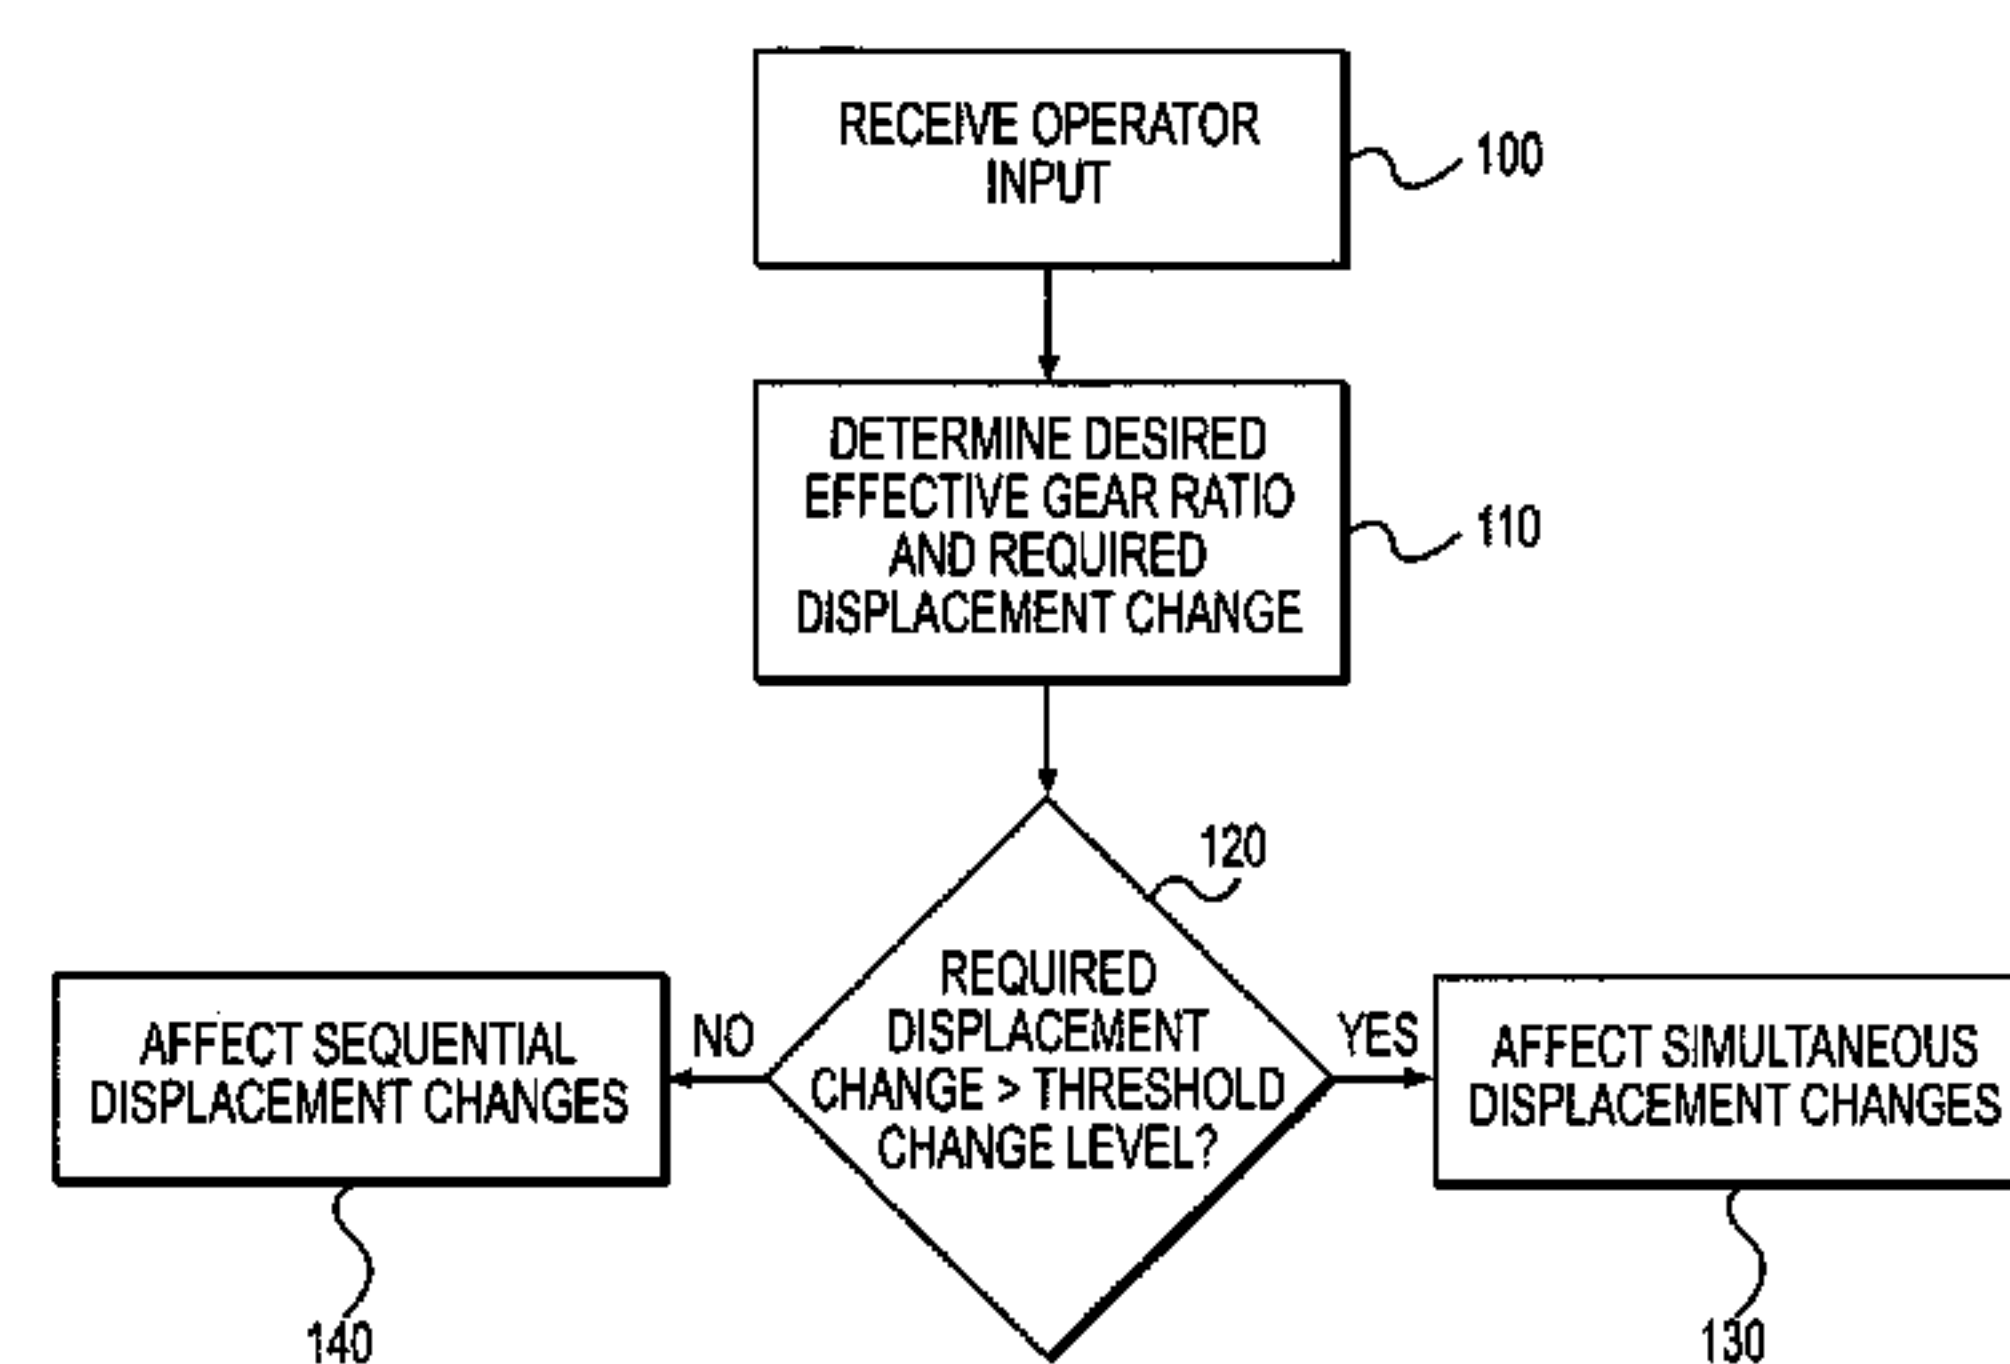 RECEIVE OPERATOR
INPUT
100
DETERMINE DESIRED
EFFECTIVE GEAR RATIO
AND REQUIRED
DISPLACEMENT CHANGE
110
120
REQUIRED
DISPLACEMENT
CHANGE > THRESHOLD
CHANGE LEVEL?
NO
YES
AFFECT SEQUENTIAL
DISPLACEMENT CHANGES
AFFECT SIMULTANEOUS
DISPLACEMENT CHANGES
140
130